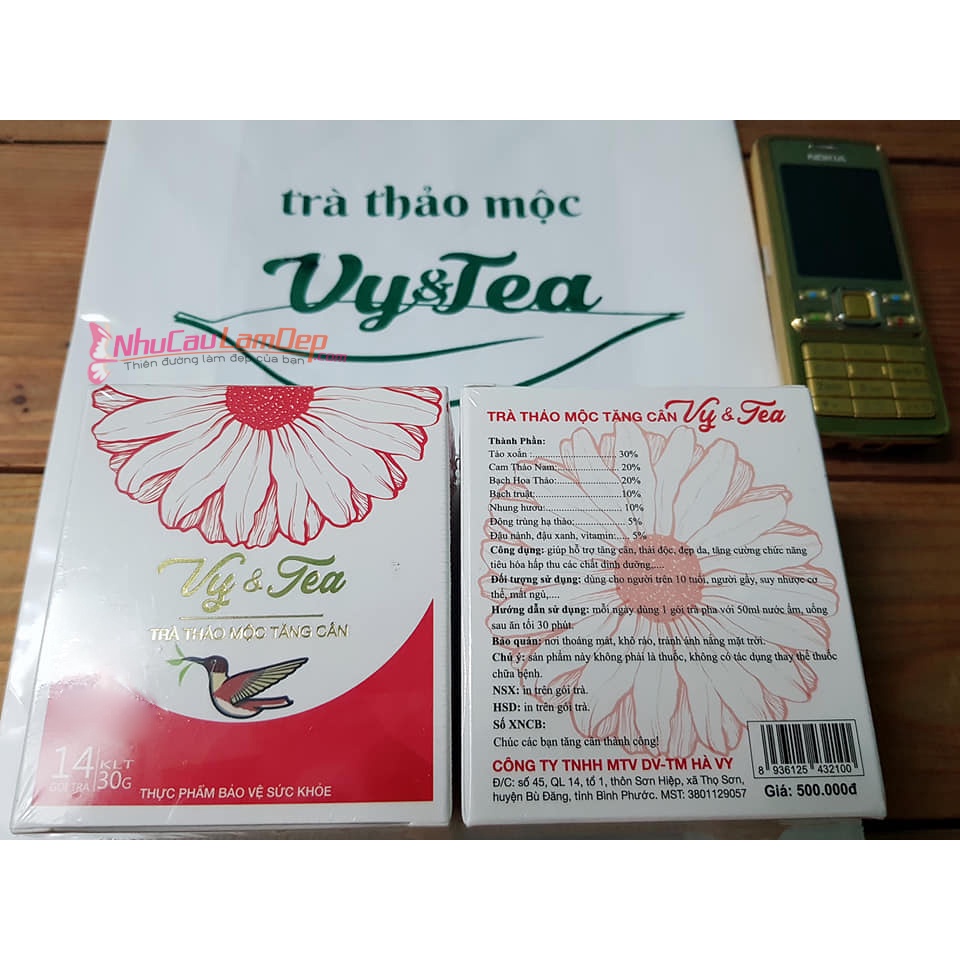 NOKIA
trà thảo mộc
Vy&Tea
NhuCauLamDep.com
Thiên đường làm đẹp của bạn
Vy & Tea
TRÀ THẢO MỘC TĂNG CÂN
14 KLT
GÓI TRÀ 30G
THỰC PHẨM BẢO VỆ SỨC KHỎE
TRÀ THẢO MỘC TĂNG CÂN Vy & Tea
Thành Phần:
Táo xoắn :................................ 30%
Cam Thảo Nam:...................... 20%
Bạch Hoa Thảo:....................... 20%
Bạch truật:...............................10%
Nhung hươu:............................ 10%
Đông trùng hạ thảo:................. 5%
Đậu nành, đậu xanh, vitamin:..... 5%
Công dụng: giúp hỗ trợ tăng cân, thải độc, đẹp da, tăng cường chức năng
tiêu hóa hấp thu các chất dinh dưỡng,....
Đối tượng sử dụng: dùng cho người trên 10 tuổi, người gầy, suy nhược cơ
thể, mất ngủ,....
Hướng dẫn sử dụng: mỗi ngày dùng 1 gói trà pha với 50ml nước ấm, uống
sau ăn tối 30 phút.
Bảo quản: nơi thoáng mát, khô ráo, tránh ánh nắng mặt trời.
Chú ý: sản phẩm này không phải là thuốc, không có tác dụng thay thế thuốc
chữa bệnh.
NSX: in trên gói trà.
HSD: in trên gói trà.
Số XNCB:
Chúc các bạn tăng cân thành công!
CÔNG TY TNHH MTV DV-TM HÀ VY
Đ/C: số 45, QL 14, tổ 1, thôn Sơn Hiệp, xã Thọ Sơn,
huyện Bù Đăng, tỉnh Bình Phước. MST: 3801129057
8 936125 432100
Giá: 500.000đ